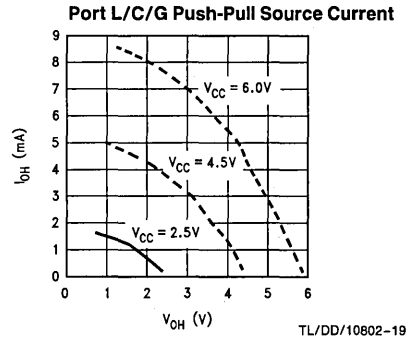 Port L/C/G Push-Pull Source Current
9
8
7
6
5
4
3
2
1
0
I_OH (mA)
V_CC = 6.0V
V_CC = 4.5V
V_CC = 2.5V
0 1 2 3 4 5 6
V_OH (V)
TL/DD/10802-19